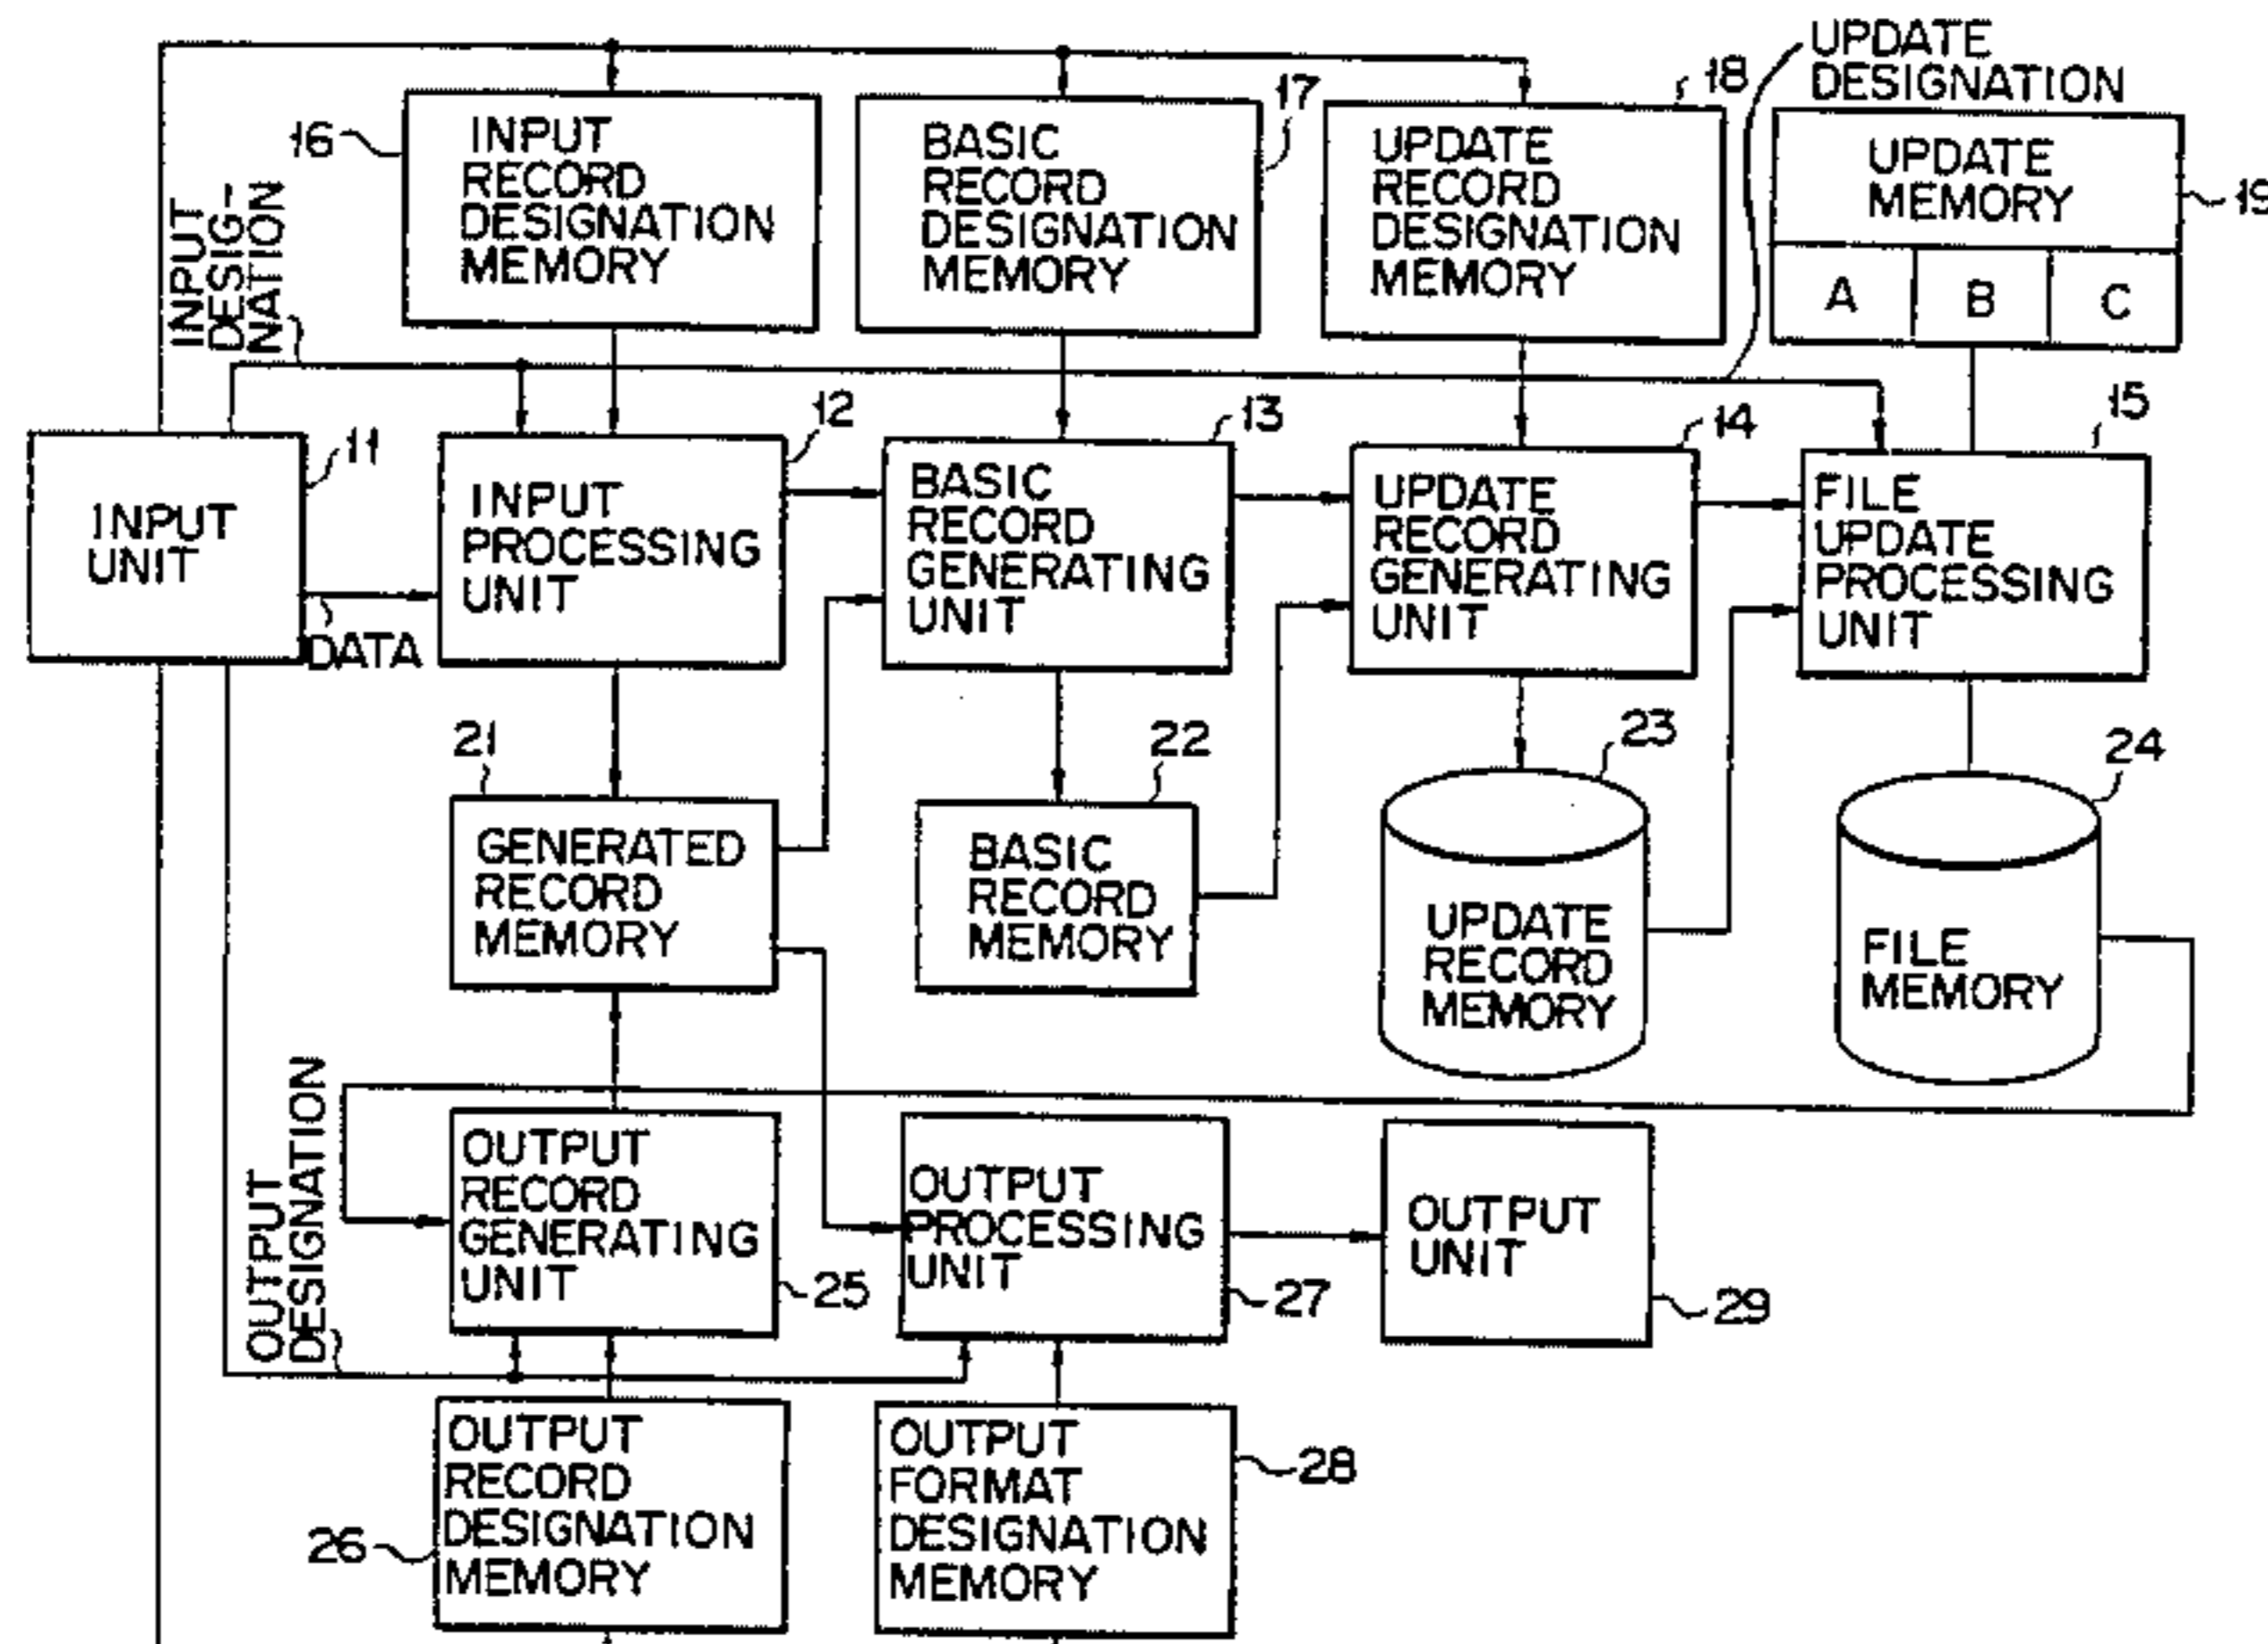 UPDATE
DESIGNATION
16
INPUT
RECORD
DESIGNATION
MEMORY
17
BASIC
RECORD
DESIGNATION
MEMORY
18
UPDATE
RECORD
DESIGNATION
MEMORY
19
UPDATE
MEMORY
A B C
INPUT
DESIG-
NATION
11
INPUT
UNIT
DATA
12
INPUT
PROCESSING
UNIT
13
BASIC
RECORD
GENERATING
UNIT
14
UPDATE
RECORD
GENERATING
UNIT
15
FILE
UPDATE
PROCESSING
UNIT
21
GENERATED
RECORD
MEMORY
22
BASIC
RECORD
MEMORY
23
UPDATE
RECORD
MEMORY
24
FILE
MEMORY
OUTPUT
DESIGNATION
OUTPUT
RECORD
GENERATING
UNIT
25
OUTPUT
PROCESSING
UNIT
27
OUTPUT
UNIT
29
26
OUTPUT
RECORD
DESIGNATION
MEMORY
OUTPUT
FORMAT
DESIGNATION
MEMORY
28